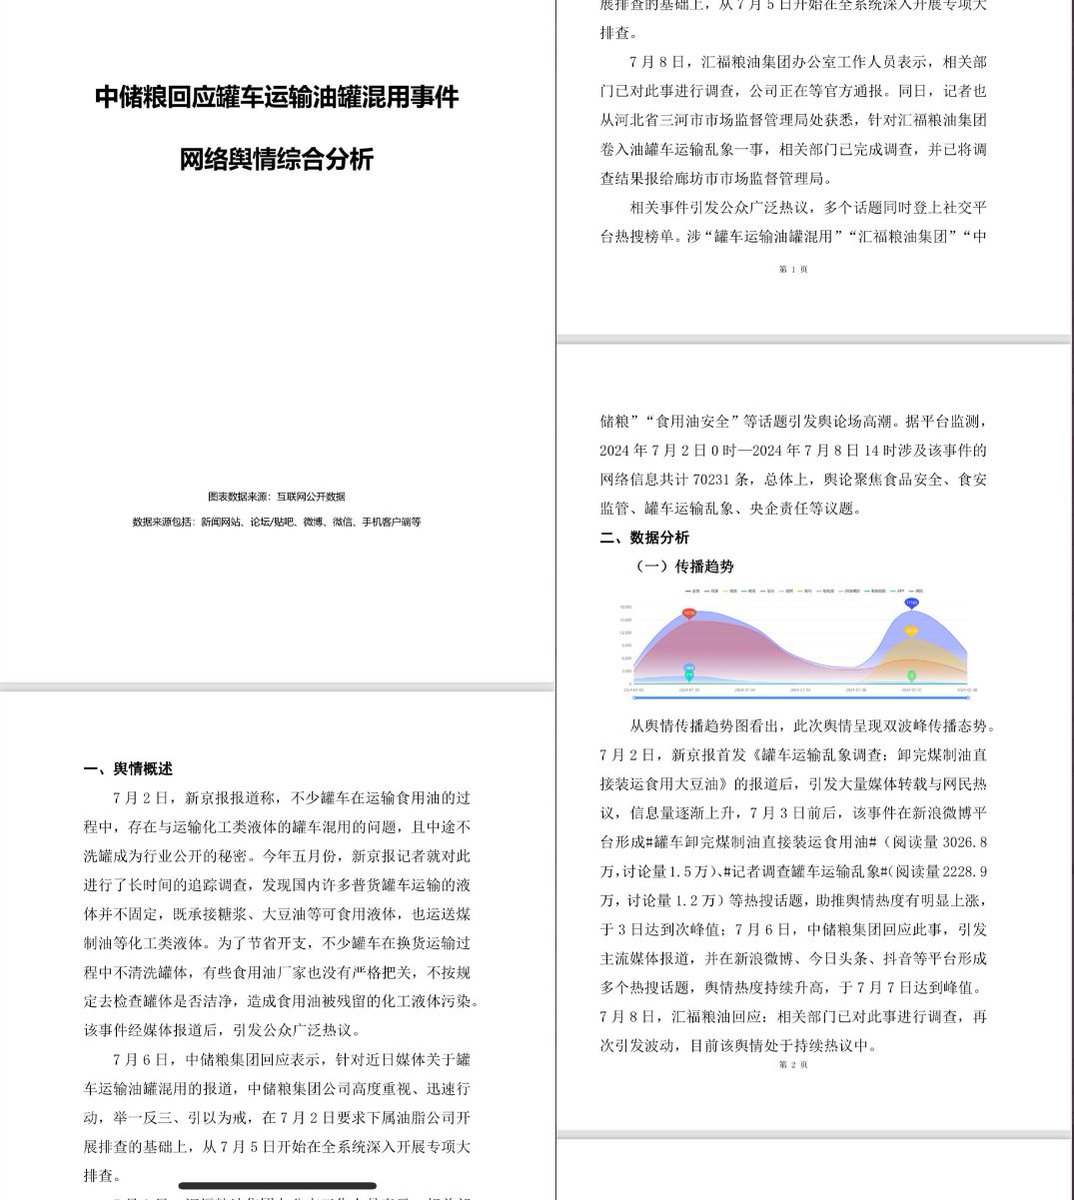 中储粮回应罐车运输油罐混用事件
网络舆情综合分析
图表数据来源：互联网公开数据
数据来源包括：新闻网站、论坛/贴吧、微博、微信、手机客户端等
一、舆情概述
7月2日，新京报报道称，不少罐车在运输食用油的过
程中，存在与运输化工类液体的罐车混用的问题，且中途不
洗罐成为行业公开的秘密。今年五月份，新京报记者就对此
进行了长时间的追踪调查，发现国内许多普货罐车运输的液
体并不固定，既承接糖浆、大豆油等可食用液体，也运送煤
制油等化工类液体。为了节省开支，不少罐车在换货运输过
程中不清洗罐体，有些食用油厂家也没有严格把关，不按规
定去检查罐体是否洁净，造成食用油被残留的化工液体污染。
该事件经媒体报道后，引发公众广泛热议。
7月6日，中储粮集团回应表示，针对近日媒体关于罐
车运输油罐混用的报道，中储粮集团公司高度重视、迅速行
动，举一反三、引以为戒，在7月2日要求下属油脂公司开
展排查的基础上，从7月5日开始在全系统深入开展专项大
排查。
展排查的基础上，从7月5日开始在全系统深入开展专项大
排查。
7月8日，汇福粮油集团办公室工作人员表示，相关部
门已对此事进行调查，公司正在等官方通报。同日，记者也
从河北省三河市市场监督管理局处获悉，针对汇福粮油集团
卷入油罐车运输乱象一事，相关部门已完成调查，并已将调
查结果报给廊坊市市场监督管理局。
相关事件引发公众广泛热议，多个话题同时登上社交平
台热搜榜单。涉“罐车运输油罐混用”“汇福粮油集团”“中
第 1 页
储粮”“食用油安全”等话题引发舆论场高潮。据平台监测，
2024年7月2日0时—2024年7月8日14时涉及该事件的
网络信息共计70231条，总体上，舆论聚焦食品安全、食安
监管、罐车运输乱象、央企责任等议题。
二、数据分析
（一）传播趋势
从舆情传播趋势图看出，此次舆情呈现双波峰传播态势。
7月2日，新京报首发《罐车运输乱象调查：卸完煤制油直
接装运食用大豆油》的报道后，引发大量媒体转载与网民热
议，信息量逐渐上升，7月3日前后，该事件在新浪微博平
台形成#罐车卸完煤制油直接装运食用油#（阅读量3026.8
万，讨论量1.5万）、#记者调查罐车运输乱象#（阅读量2228.9
万，讨论量1.2万）等热搜话题，助推舆情热度有明显上涨，
于3日达到次峰值；7月6日，中储粮集团回应此事，引发
主流媒体报道，并在新浪微博、今日头条、抖音等平台形成
多个热搜话题，舆情热度持续升高，于7月7日达到峰值。
7月8日，汇福粮油回应：相关部门已对此事进行调查，再
次引发波动，目前该舆情处于持续热议中。
第 2 页